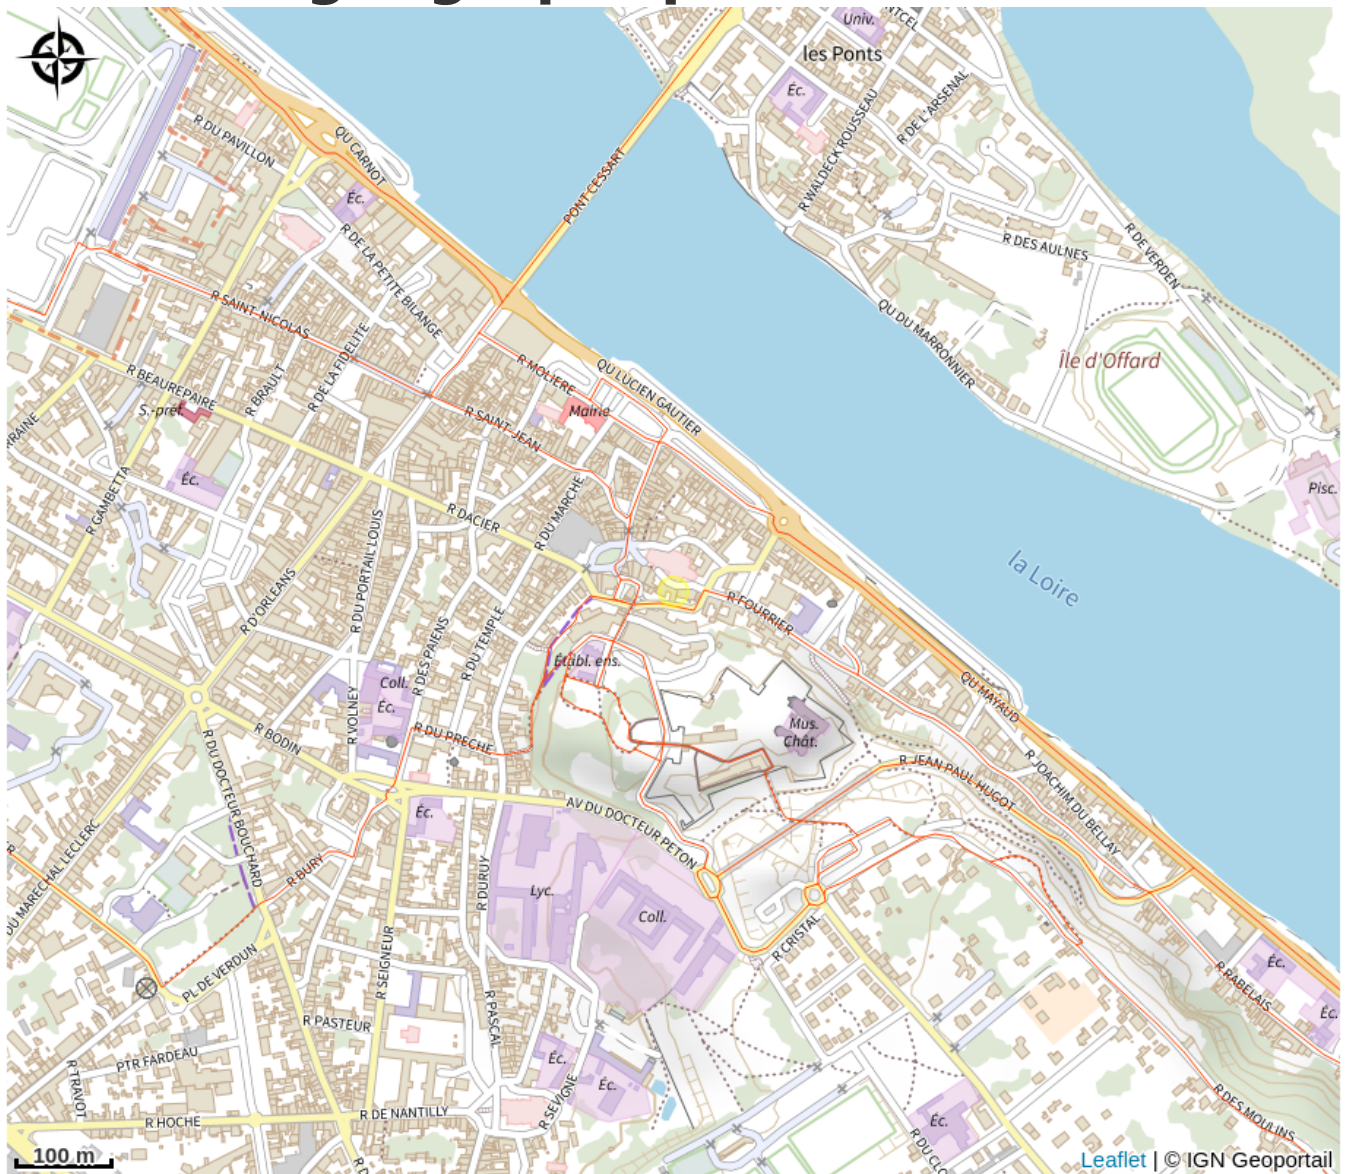 Univ.
les Ponts
Éc.
R DE L'ARSENAL
R WALDECK ROUSSEAU
R DU PAVILLON
QU CARNOT
PONT CESSART
Éc.
R DE LA PETITE BILANGE
R DES AULNES
R DE VERDEN
R SAINT-NICOLAS
QU DU MARRONNIER
Île d'Offard
R MOLIERE
QU LUCIEN GAUTIER
R DE LA FIDELITE
R BEAUREPAIRE
R BRAULT
S.-préf.
Mairie
R SAINT-JEAN
Éc.
R GAMBETTA
Pisc.
R DACIER
R DU MARCHE
R DU PORTAIL LOUIS
R D'ORLEANS
la Loire
R FOURRIER
R DES PAIENS
R DU TEMPLE
Établ. ens.
Coll.
Éc.
R VOLNEY
QU MAYAUD
R BODIN
R DU PRECHE
Mus.
Chât.
R DU DOCTEUR BOUCHARD
R JEAN PAUL HUGOT
R JOACHIM DU BELLAY
AV DU DOCTEUR PETON
Éc.
DU MARECHAL LECLERC
R BURY
R DURUY
Lyc.
Coll.
R CRISTAL
R SEIGNEUR
PL DE VERDUN
Éc.
R RABELAIS
Éc.
R PASTEUR
R PASCAL
PTR FARDEAU
R TRAVOT
Éc.
Éc.
R SEVIGNE
R DE NANTILLY
R HOCHE
Éc.
R DES MOULINS
R DU CLO
100 m
Leaflet | © IGN Geoportail